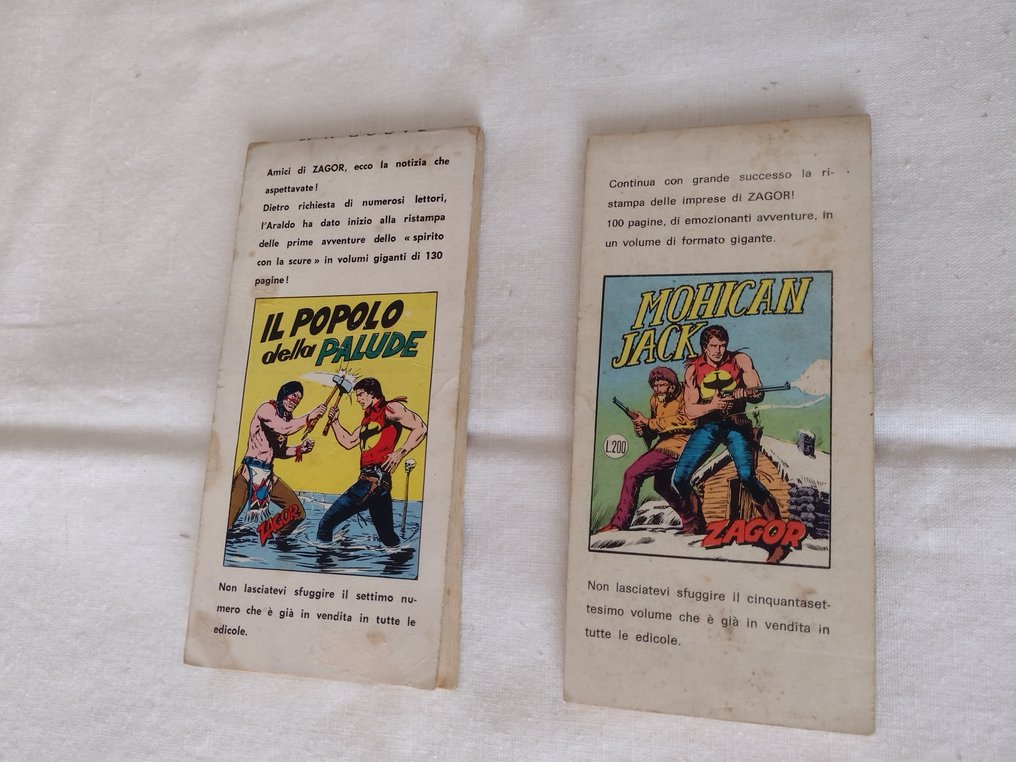 Amici di ZAGOR, ecco la notizia che
aspettavate!
Dietro richiesta di numerosi lettori,
l'Araldo ha dato inizio alla ristampa
delle prime avventure dello « spirito
con la scure » in volumi giganti di 130
pagine!
IL POPOLO
della PALUDE
ZAGOR
Non lasciatevi sfuggire il settimo nu-
mero che è già in vendita in tutte le
edicole.
Continua con grande successo la ri-
stampa delle imprese di ZAGOR!
100 pagine, di emozionanti avventure, in
un volume di formato gigante.
MOHICAN
JACK
L.200
ZAGOR
Non lasciatevi sfuggire il cinquantaset-
tesimo volume che è già in vendita in
tutte le edicole.